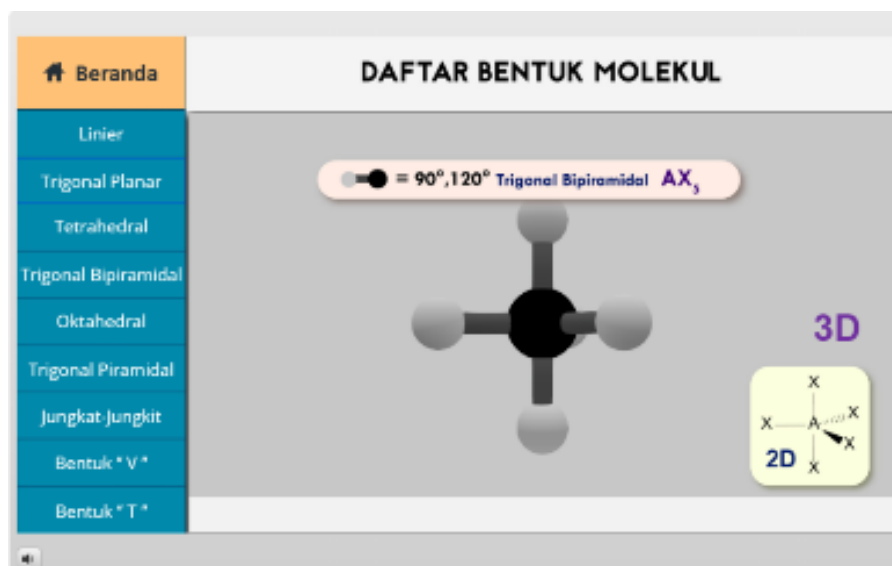 Beranda
DAFTAR BENTUK MOLEKUL
Linier
Trigonal Planar
Tetrahedral
Trigonal Bipiramidal
Oktahedral
Trigonal Piramidal
Jungkat-Jungkit
Bentuk " V "
Bentuk " T "
= 90°,120° Trigonal Bipiramidal AX₅
3D
X
X A X
X
2D X